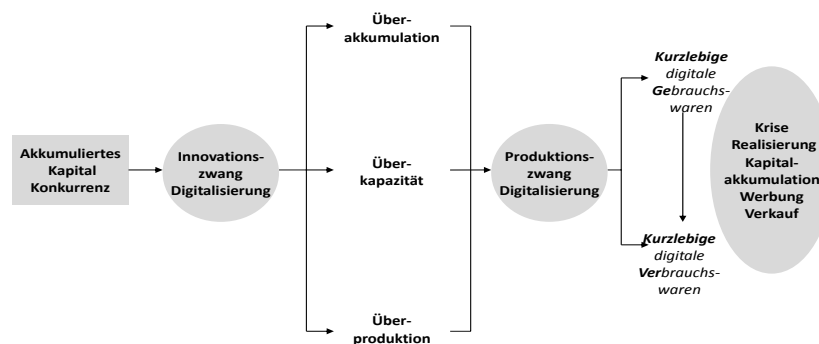 Akkumuliertes
Kapital
Konkurrenz
Innovations-
zwang
Digitalisierung
Über-
akkumulation
Über-
kapazität
Über-
produktion
Produktions-
zwang
Digitalisierung
Kurzlebige
digitale
Gebrauchs-
waren
Kurzlebige
digitale
Verbrauchs-
waren
Krise
Realisierung
Kapital-
akkumulation
Werbung
Verkauf